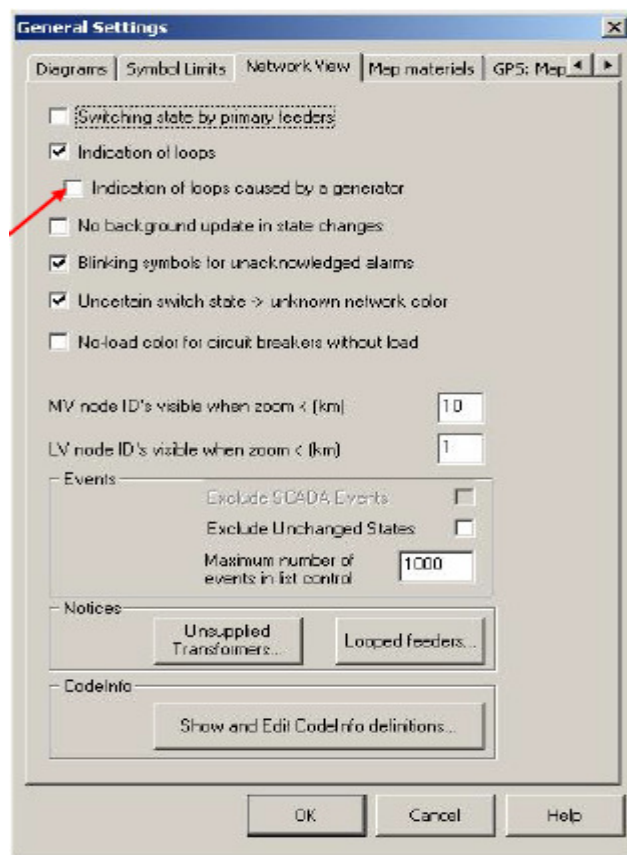 General Settings
Diagrams Symbol Limits Network View Map materials GPS: Map
Switching state by primary feeders
Indication of loops
Indication of loops caused by a generator
No background update in state changes
Blinking symbols for unacknowledged alarms
Uncertain switch state -> unknown network color
No-load color for circuit breakers without load
MV node ID's visible when zoom < (km) 10
LV node ID's visible when zoom < (km) 1
Events
Exclude SCADA Events
Exclude Unchanged States
Maximum number of
events in list control 1000
Notices
Unsupplied
Transformers...
Looped feeders...
CodeInfo
Show and Edit CodeInfo definitions...
OK Cancel Help